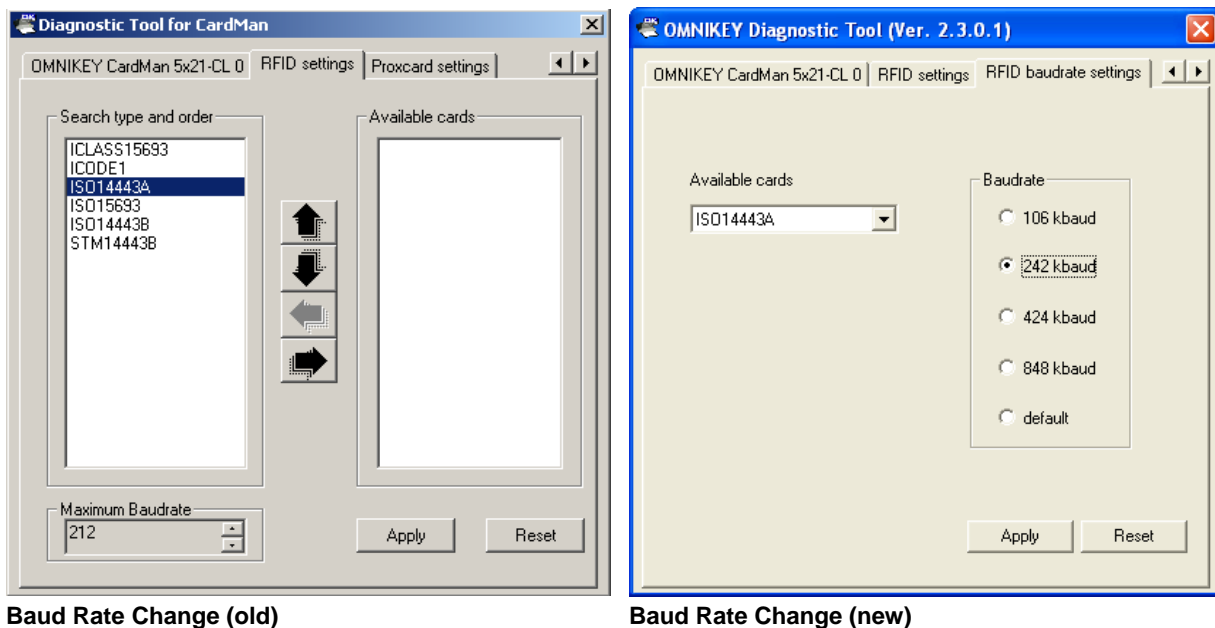 Diagnostic Tool for CardMan
OMNIKEY CardMan 5x21-CL 0
RFID settings
Proxcard settings
Search type and order
Available cards
ICLASS15693
ICODE1
ISO14443A
ISO15693
ISO14443B
STM14443B
Maximum Baudrate
212
Apply
Reset
Baud Rate Change (old)
OMNIKEY Diagnostic Tool (Ver. 2.3.0.1)
OMNIKEY CardMan 5x21-CL 0
RFID settings
RFID baudrate settings
Available cards
ISO14443A
Baudrate
106 kbaud
242 kbaud
424 kbaud
848 kbaud
default
Apply
Reset
Baud Rate Change (new)